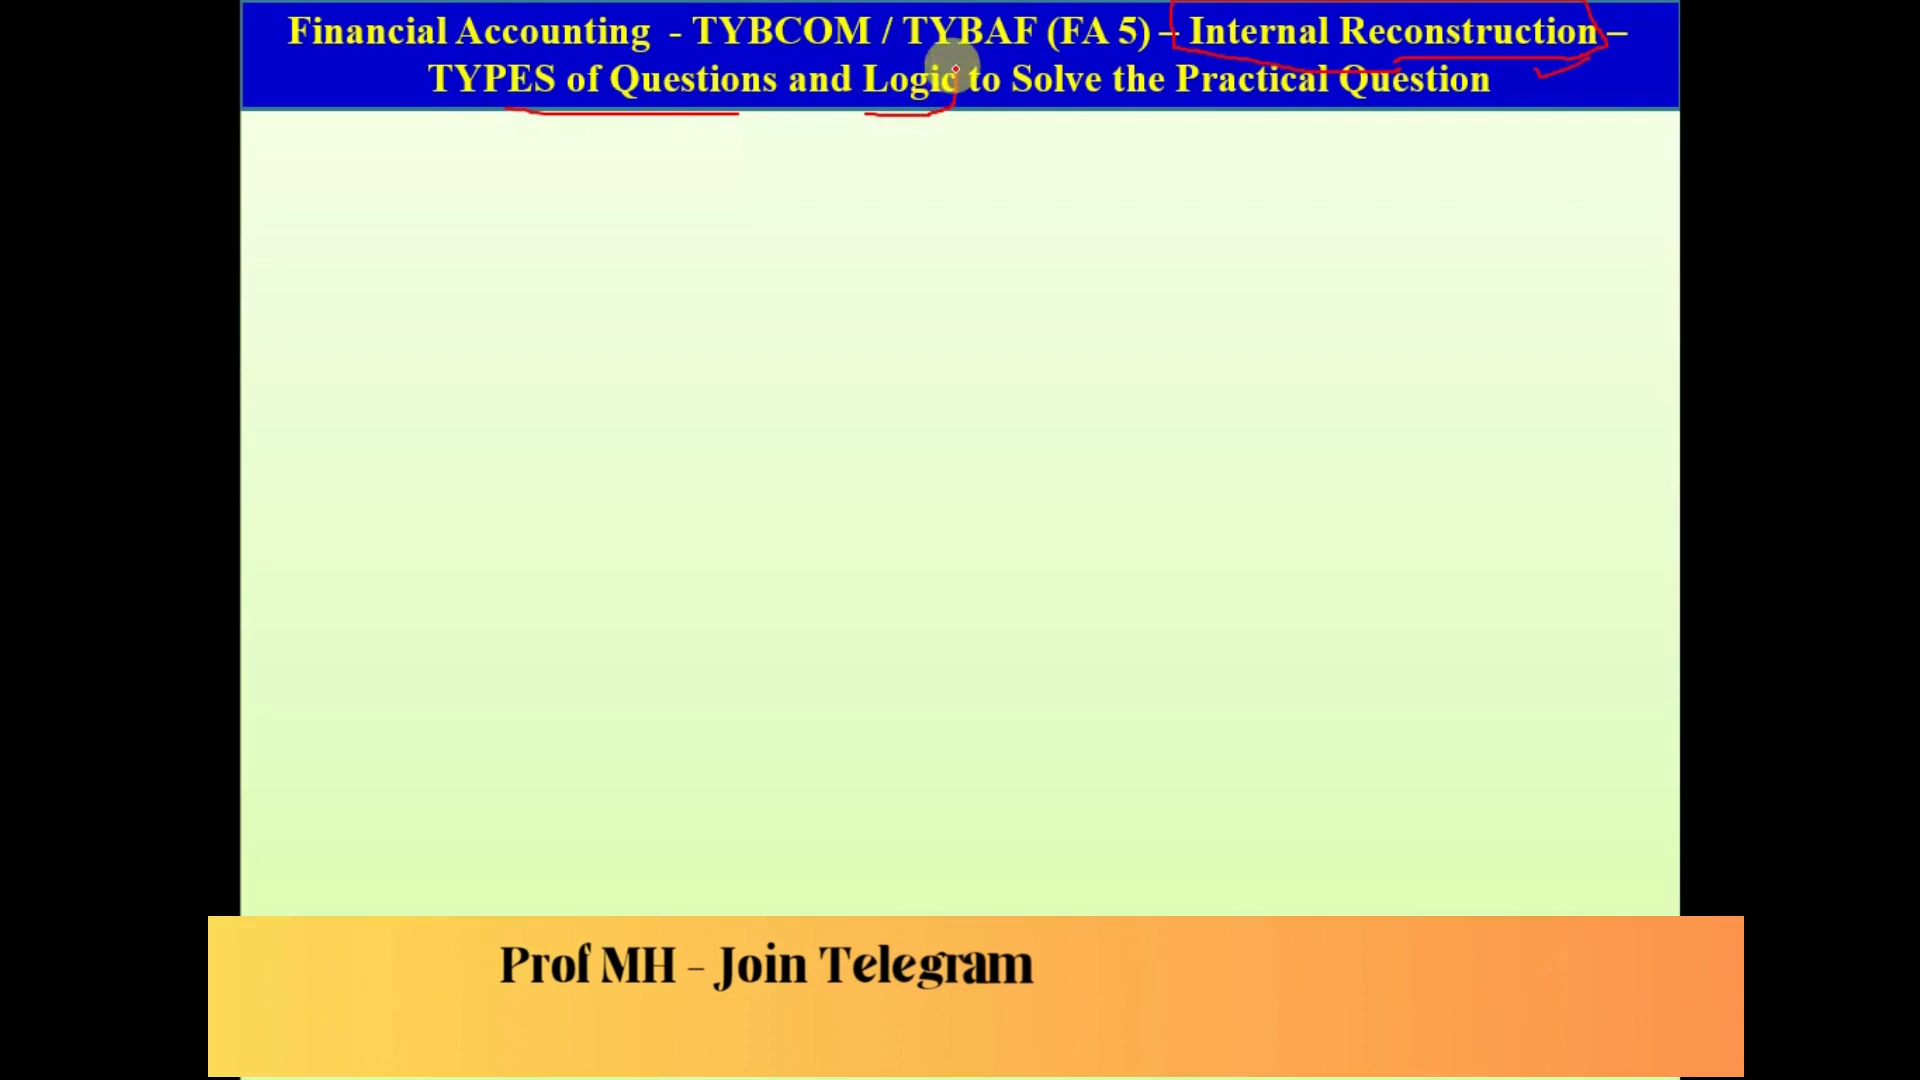 Financial Accounting - TYBCOM / TYBAF (FA 5) – Internal Reconstruction –
TYPES of Questions and Logic to Solve the Practical Question
Prof MH - Join Telegram